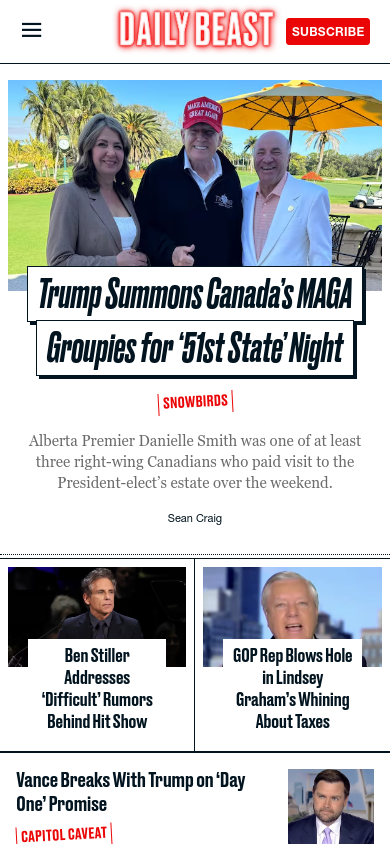 DAILY BEAST
SUBSCRIBE
MAKE AMERICA
GREAT AGAIN
Trump Summons Canada’s MAGA
Groupies for ‘51st State’ Night
SNOWBIRDS
Alberta Premier Danielle Smith was one of at least
three right-wing Canadians who paid visit to the
President-elect’s estate over the weekend.
Sean Craig
Ben Stiller
Addresses
‘Difficult’ Rumors
Behind Hit Show
GOP Rep Blows Hole
in Lindsey
Graham’s Whining
About Taxes
Vance Breaks With Trump on ‘Day
One’ Promise
CAPITOL CAVEAT